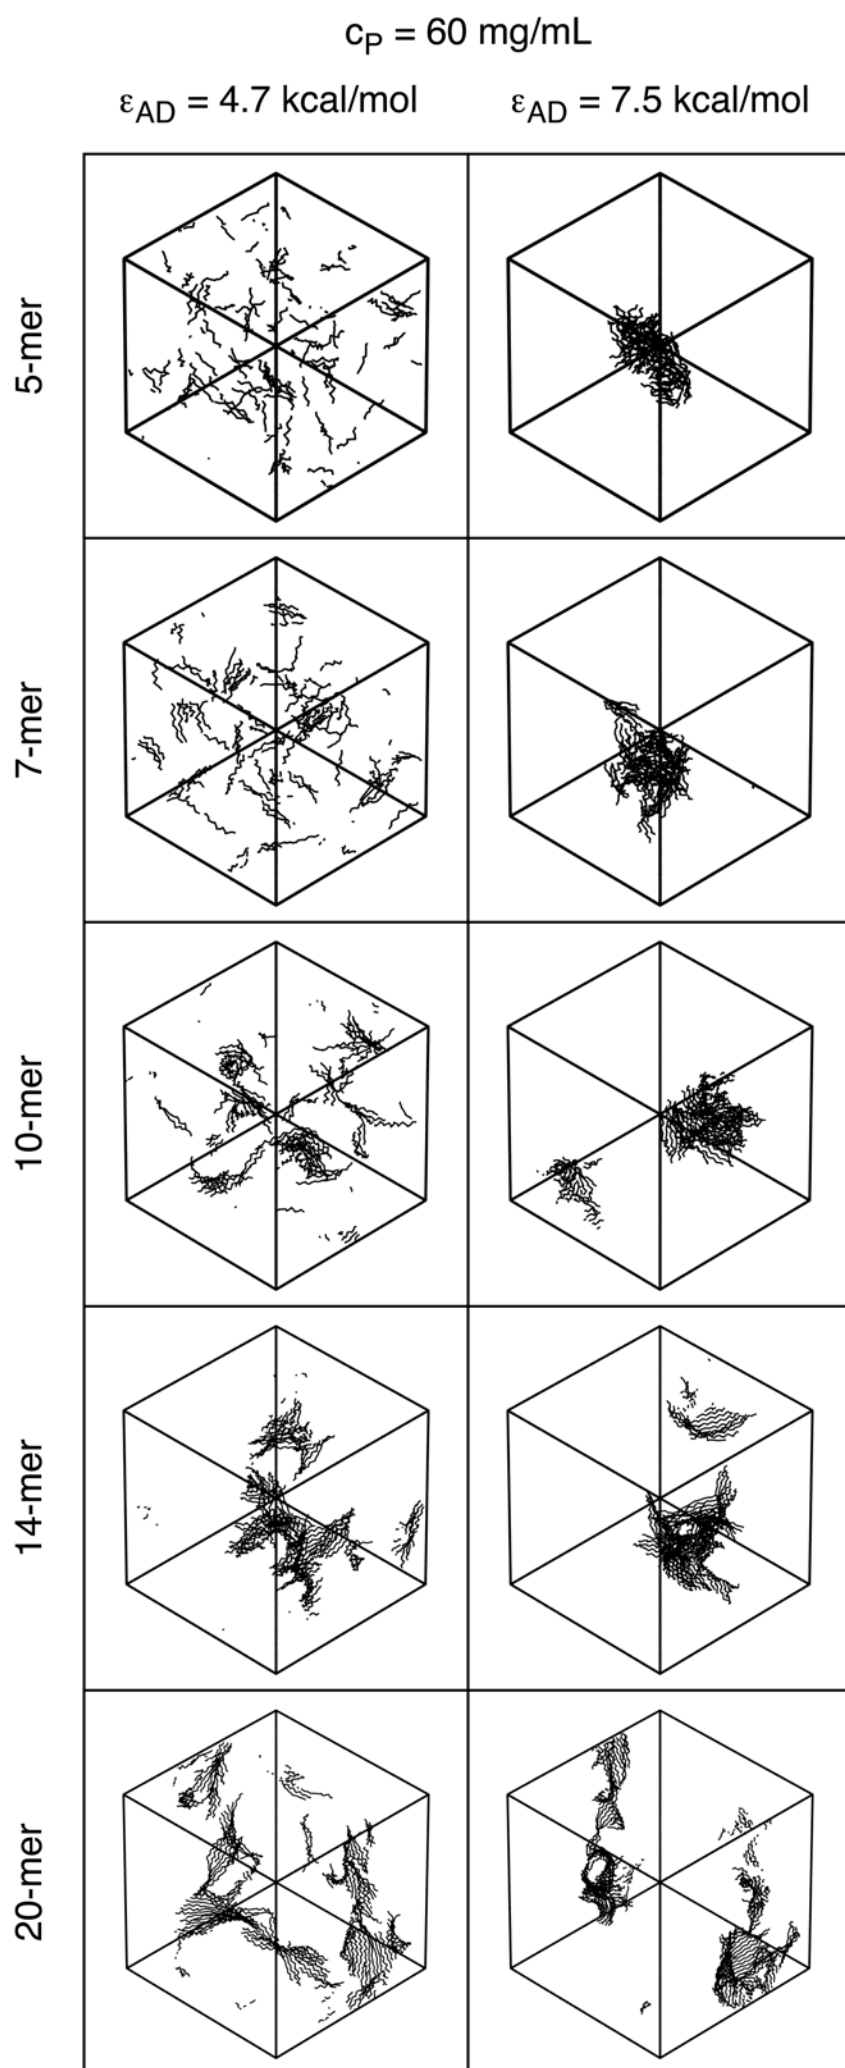 c_P = 60 mg/mL
ε_AD = 4.7 kcal/mol ε_AD = 7.5 kcal/mol
5-mer
7-mer
10-mer
14-mer
20-mer